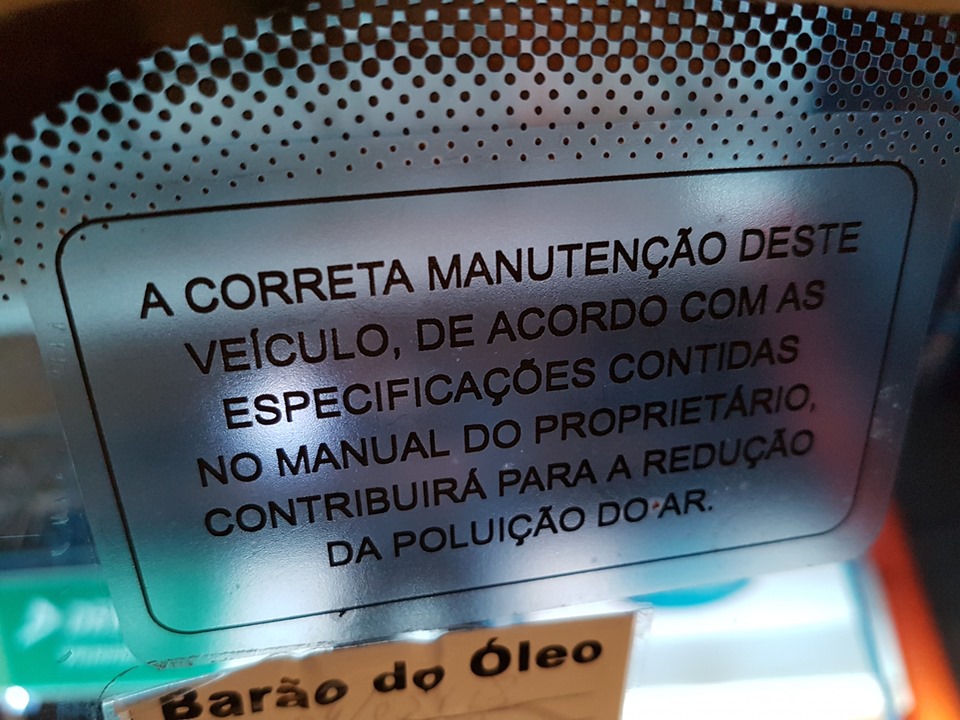 A CORRETA MANUTENÇÃO DESTE
VEÍCULO, DE ACORDO COM AS
ESPECIFICAÇÕES CONTIDAS
NO MANUAL DO PROPRIETÁRIO,
CONTRIBUIRÁ PARA A REDUÇÃO
DA POLUIÇÃO DO AR.
Barão do Óleo